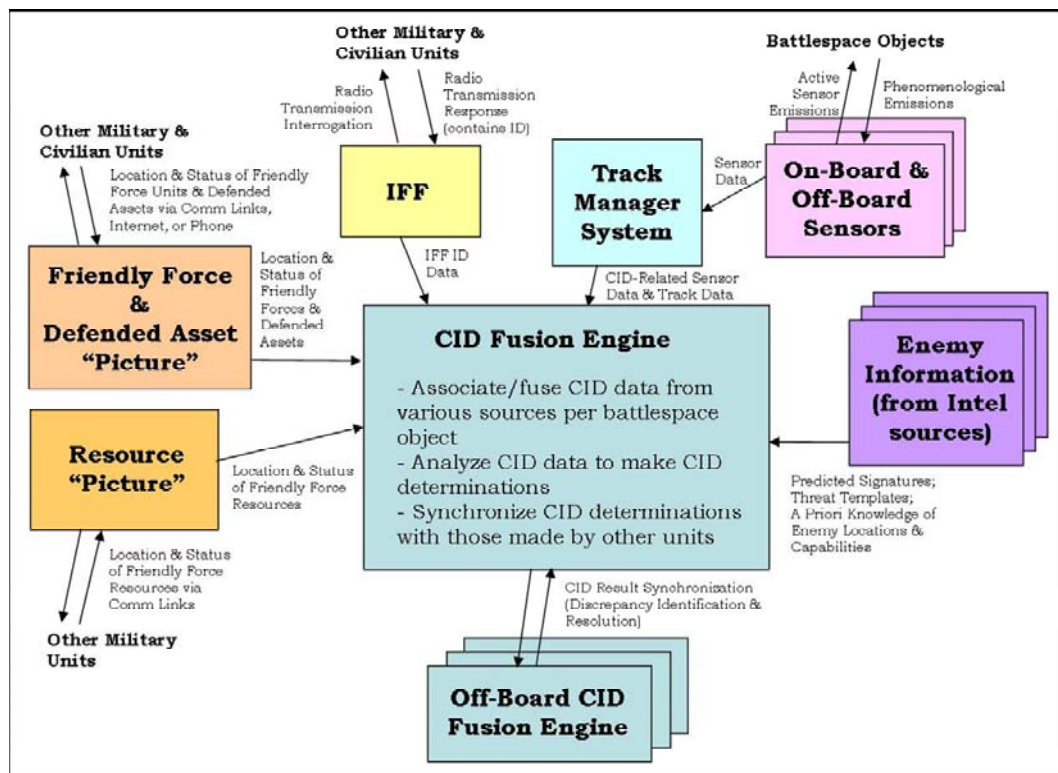 Other Military &
Civilian Units
Radio
Transmission
Interrogation
Radio
Transmission
Response
(contains ID)
Battlespace Objects
Active
Sensor
Emissions
Phenomenological
Emissions
Other Military &
Civilian Units
Location & Status of Friendly
Force Units & Defended
Assets via Comm Links,
Internet, or Phone
IFF
Track
Manager
System
Sensor
Data
On-Board &
Off-Board
Sensors
Friendly Force
&
Defended Asset
“Picture”
Location &
Status of
Friendly
Forces &
Defended
Assets
IFF ID
Data
CID-Related Sensor
Data & Track Data
CID Fusion Engine
- Associate/fuse CID data from
various sources per battlespace
object
- Analyze CID data to make CID
determinations
- Synchronize CID determinations
with those made by other units
Enemy
Information
(from Intel
sources)
Predicted Signatures;
Threat Templates;
A Priori Knowledge of
Enemy Locations &
Capabilities
Resource
“Picture”
Location & Status
of Friendly Force
Resources
Location & Status
of Friendly Force
Resources via
Comm Links
Other Military
Units
CID Result Synchronization
(Discrepancy Identification &
Resolution)
Off-Board CID
Fusion Engine